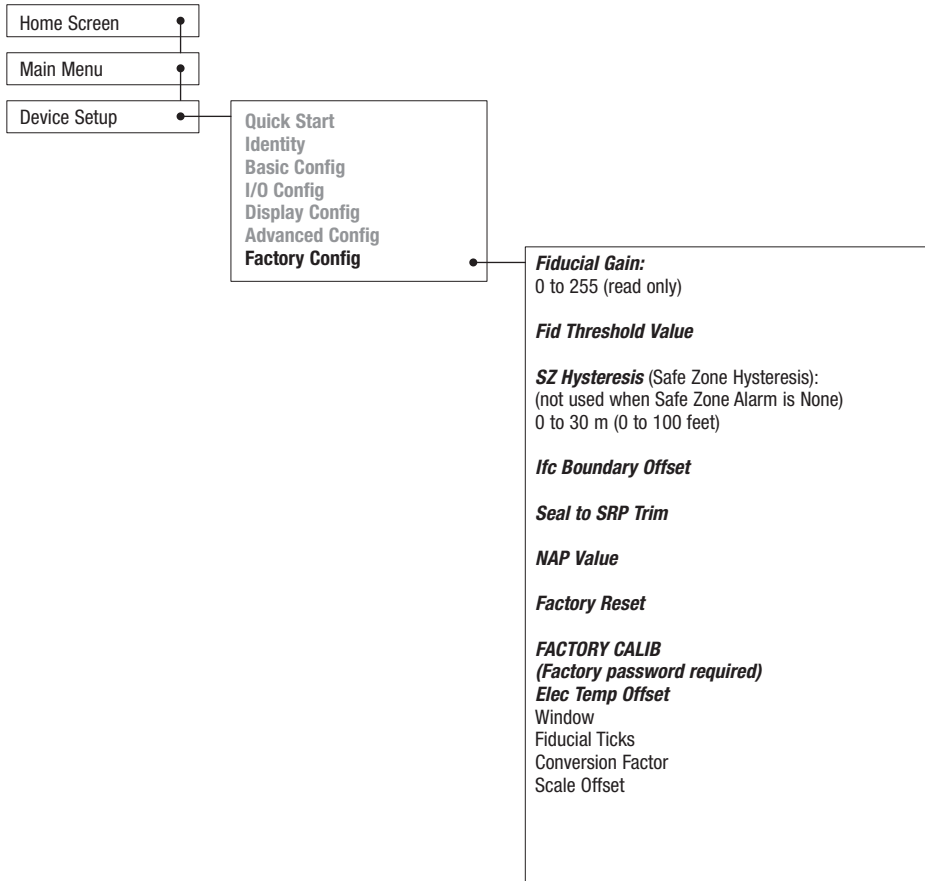 Home Screen
Main Menu
Device Setup
Quick Start
Identity
Basic Config
I/O Config
Display Config
Advanced Config
Factory Config
Fiducial Gain:
0 to 255 (read only)
Fid Threshold Value
SZ Hysteresis (Safe Zone Hysteresis):
(not used when Safe Zone Alarm is None)
0 to 30 m (0 to 100 feet)
Ifc Boundary Offset
Seal to SRP Trim
NAP Value
Factory Reset
FACTORY CALIB
(Factory password required)
Elec Temp Offset
Window
Fiducial Ticks
Conversion Factor
Scale Offset